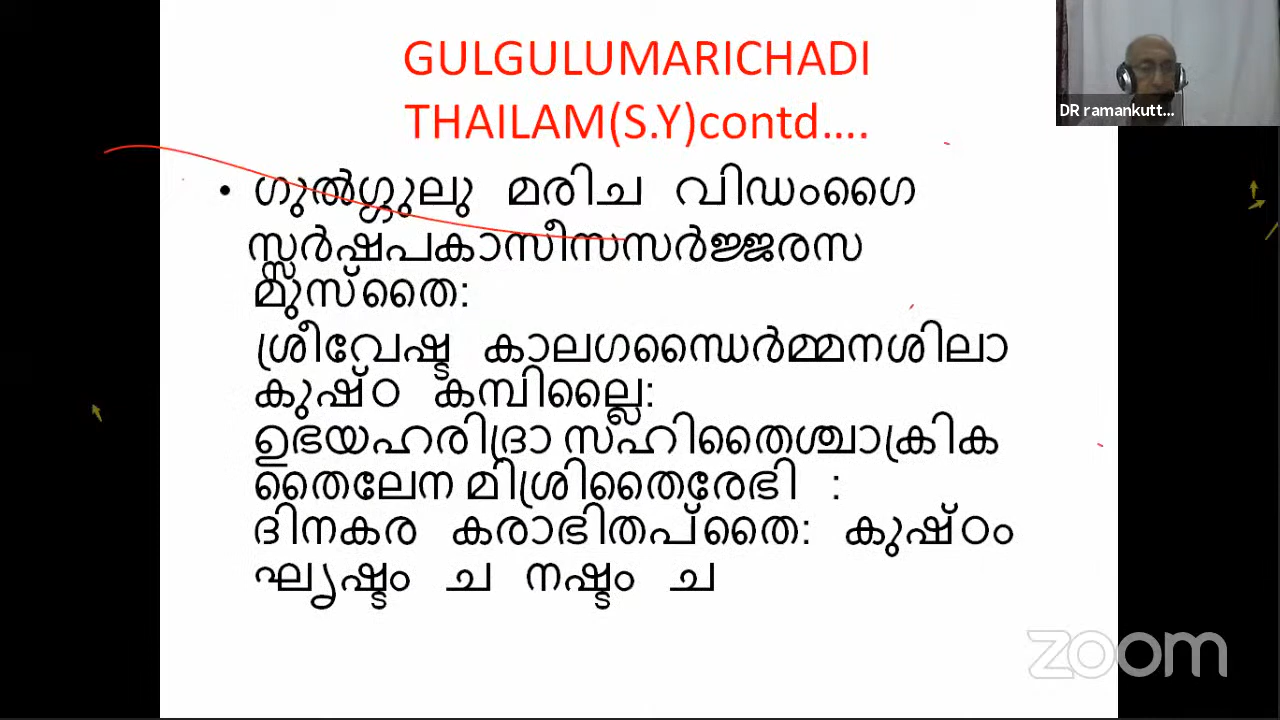 GULGULUMARICHADI
THAILAM(S.Y)contd....
DR ramankutt...
• ഗുൽഗ്ഗുലു മരിച വിഡംഗൈ
സ്സർഷപകാസീസസർജ്ജരസ
മുസ്തൈ:
ശ്രീവേഷ്ട കാലഗന്ധൈർമ്മനശിലാ
കുഷ്ഠ കമ്പില്ലൈ:
ഉഭയഹരിദ്രാ സ്ഹിതൈശ്ചാക്രിക
തൈലേന മിശ്രിതൈരേഭി :
ദിനകര കരാഭിതപ്തൈ: കുഷ്ഠം
ഘൃഷ്ടം ച നഷ്ടം ച
zoom